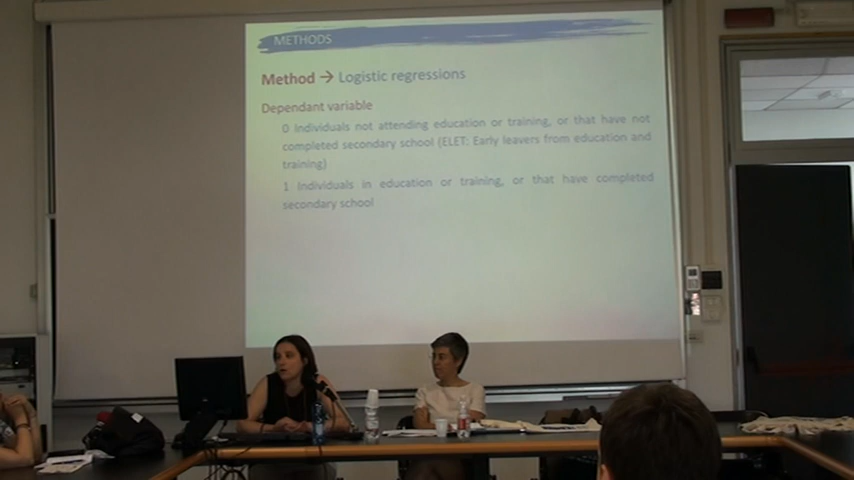 METHODS
Method → Logistic regressions
Dependant variable
0 Individuals not attending education or training, or that have not
completed secondary school (ELET: Early leavers from education and
training)
1 Individuals in education or training, or that have completed
secondary school